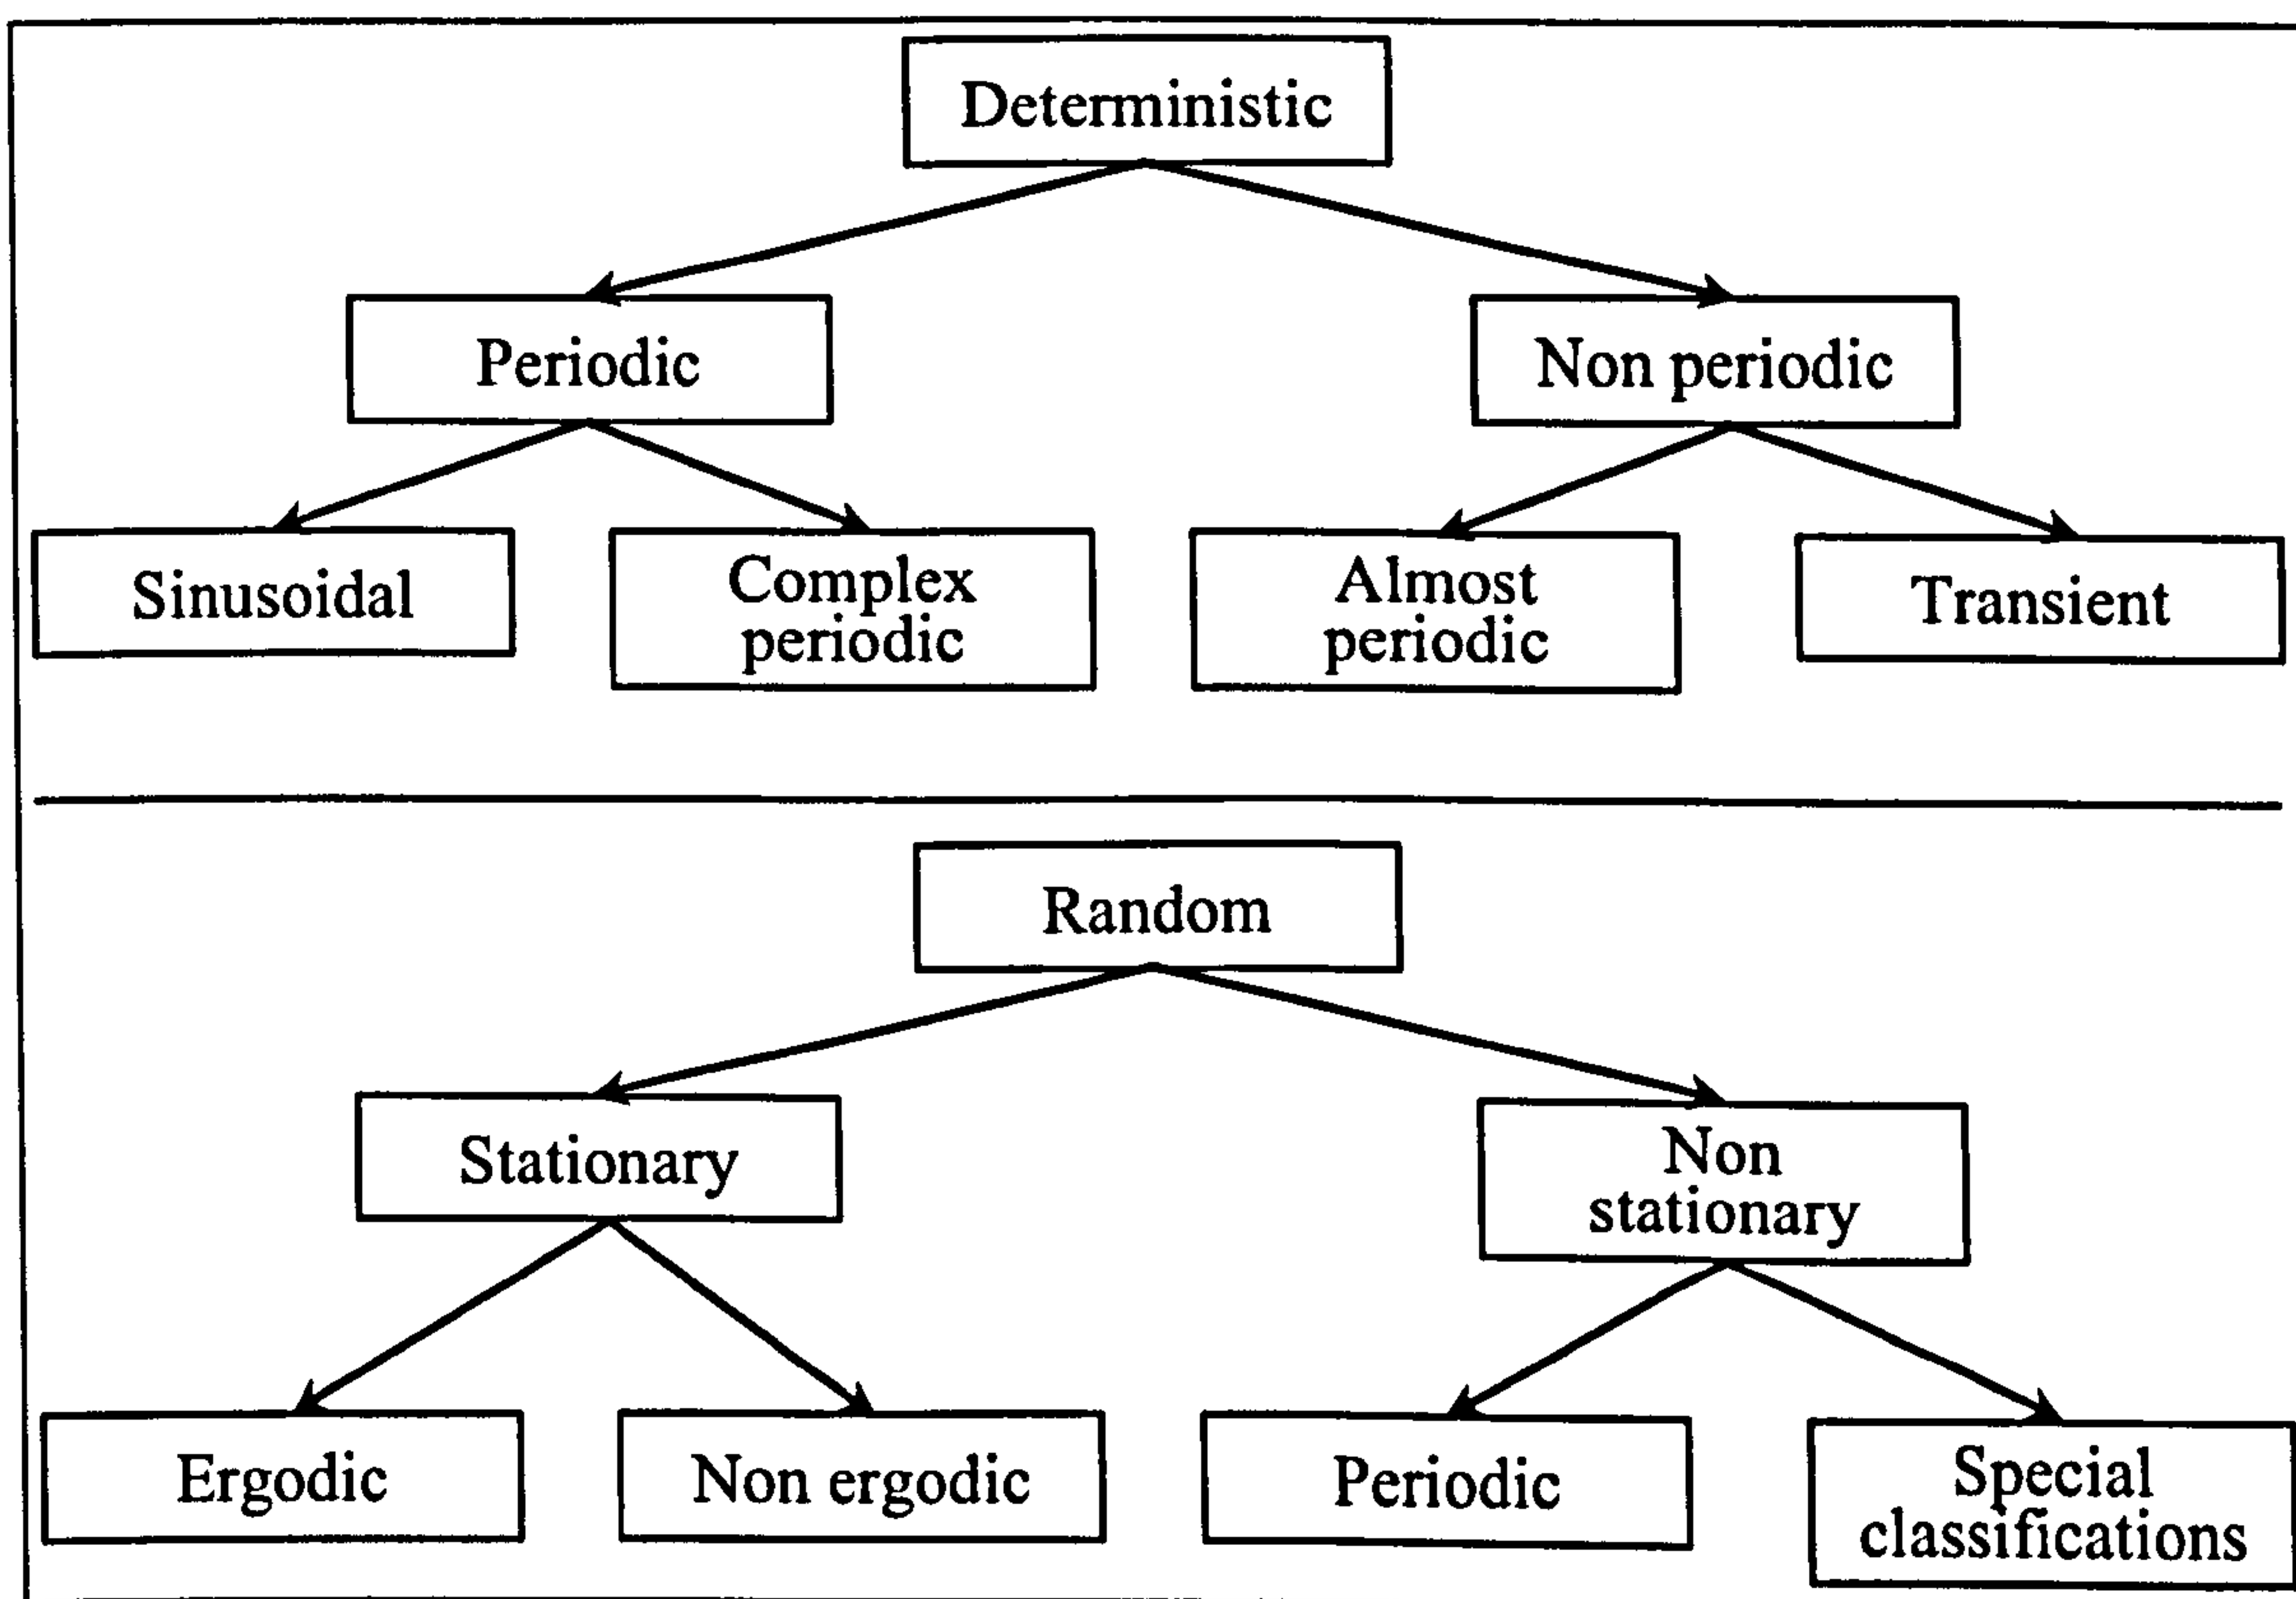 Deterministic
Periodic
Non periodic
Sinusoidal
Complex
periodic
Almost
periodic
Transient
Random
Stationary
Non
stationary
Ergodic
Non ergodic
Periodic
Special
classifications